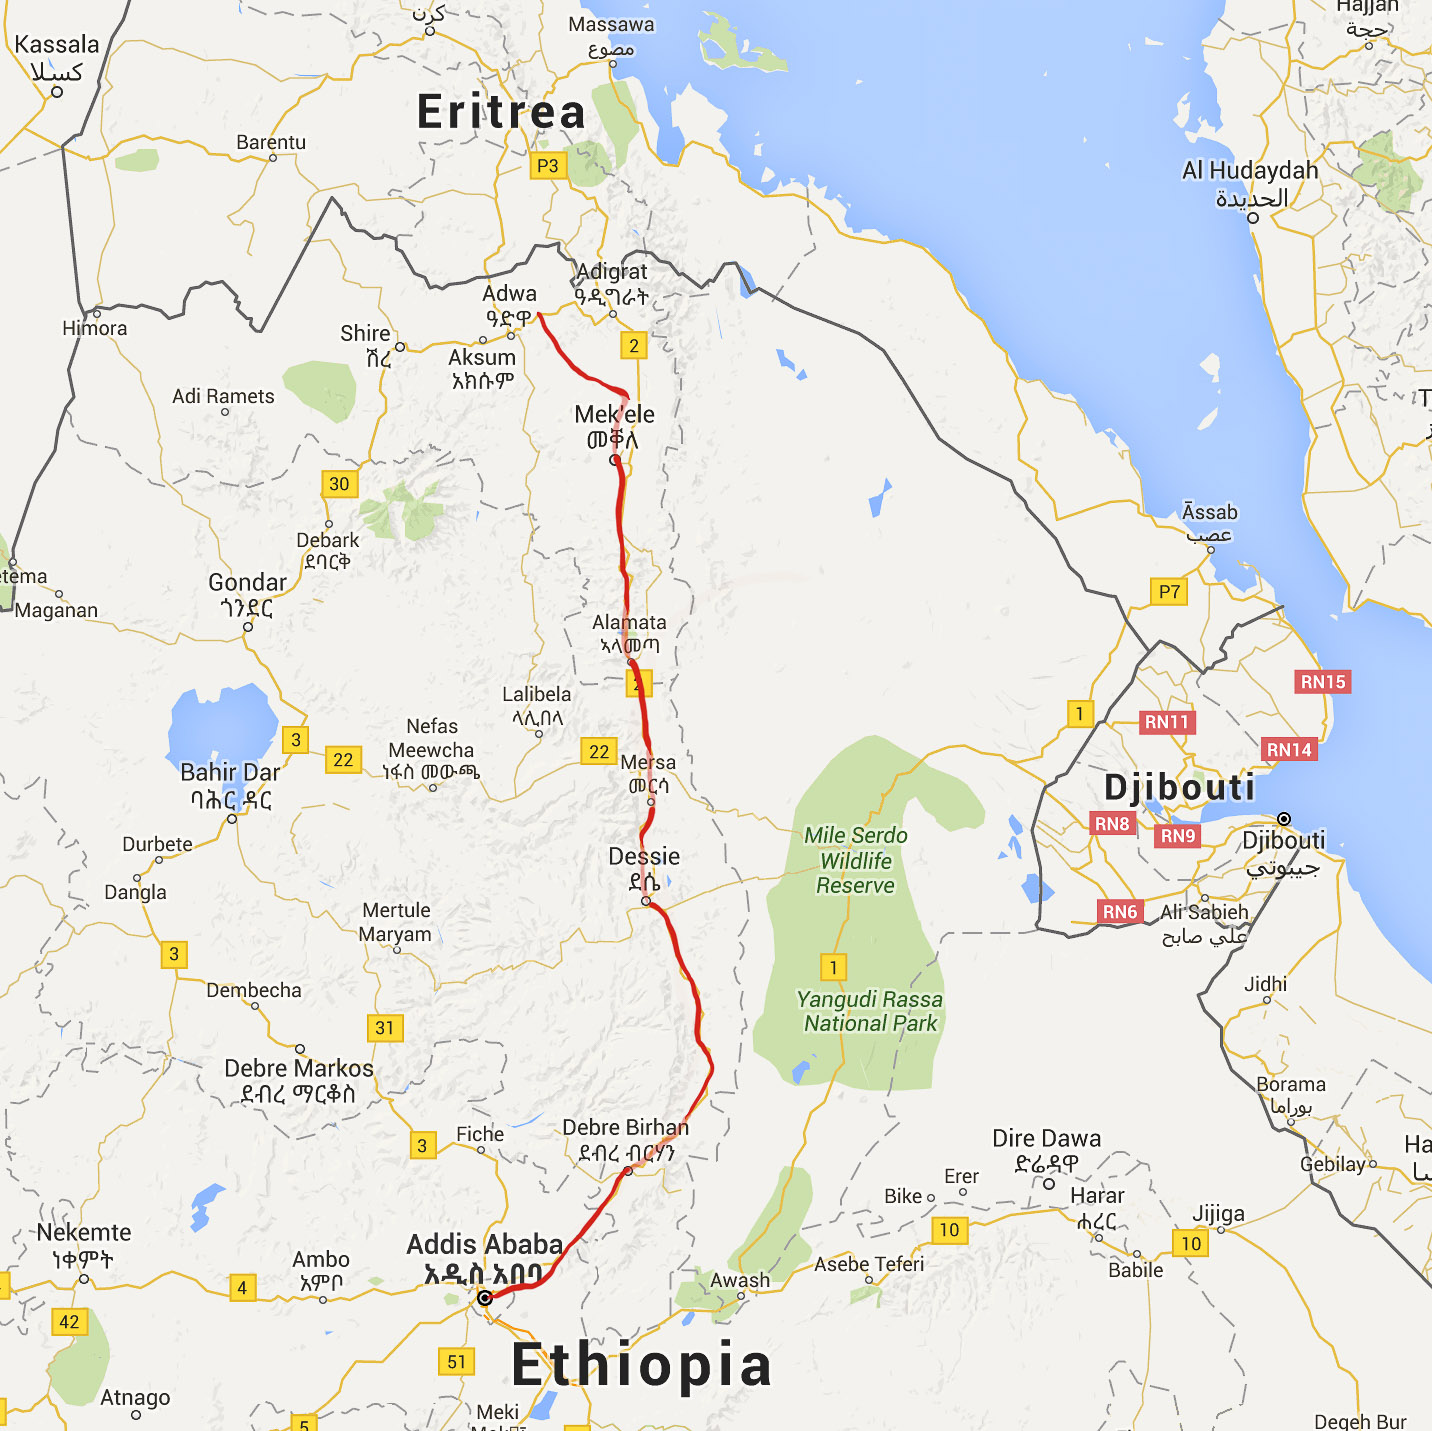 Massawa
مصوع
كرن
Hajjah
حجة
Kassala
كسلا
Eritrea
Barentu
P3
Al Hudaydah
الحديدة
Adigrat
ዓዲግራት
Adwa
ዓድዋ
Himora
Shire
ሽረ
2
Aksum
አክሱም
Adi Ramets
Mek'ele
መቐለ
30
Debark
ደባርቅ
Āssab
عصب
etema
Maganan
Gondar
ጎንደር
P7
Alamata
ኣላመጣ
2
RN15
Lalibela
ላሊበላ
1
RN11
3
Nefas
Meewcha
ነፋስ መውጫ
22
22
RN14
Mersa
መርሳ
Bahir Dar
ባሕር ዳር
Djibouti
RN8
RN9
Mile Serdo
Wildlife
Reserve
Djibouti
جيبوتي
Durbete
Dangla
Dessie
ደሴ
Mertule
Maryam
RN6
Ali Sabieh
علي صابح
3
1
Dembecha
Yangudi Rassa
National Park
Jidhi
31
Debre Markos
ደብረ ማርቆስ
Borama
بوراما
Debre Birhan
ደብረ ብርሃን
Fiche
3
Dire Dawa
ድሬዳዋ
Gebilay
Ha
Erer
Bike
Harar
ሐረር
Jijiga
10
10
Nekemte
ነቀምት
Addis Ababa
አዲስ አበባ
Ambo
አምቦ
Asebe Teferi
Babile
Awash
4
42
51
Ethiopia
Atnago
Meki
5
Degeh Bur